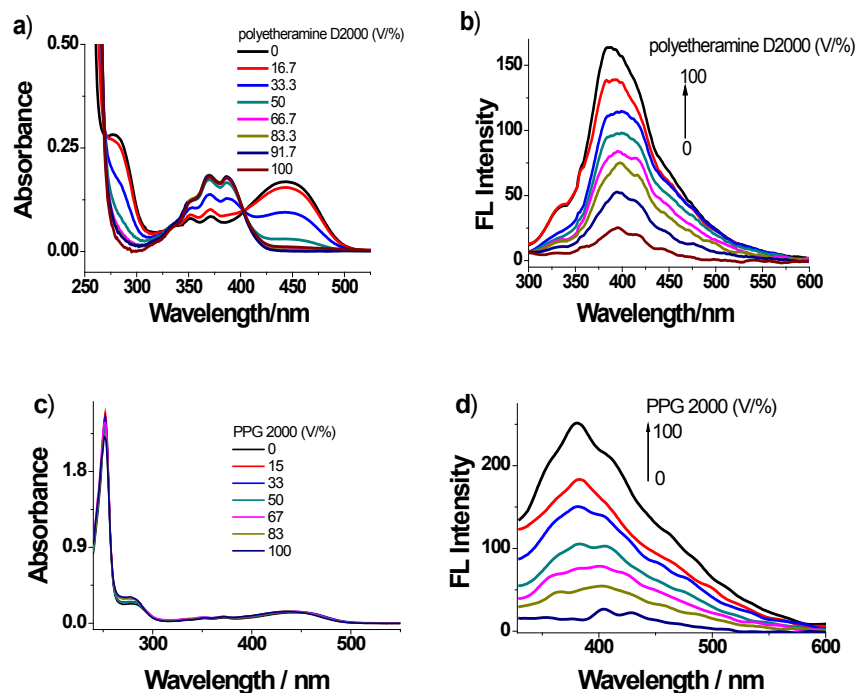 a)
polyetheramine D2000 (V/%)
0
16.7
33.3
50
66.7
83.3
91.7
100
0.50
0.25
0.00
Absorbance
250 300 350 400 450 500
Wavelength/nm
b)
polyetheramine D2000 (V/%)
100
0
150
100
50
0
FL Intensity
300 350 400 450 500 550 600
Wavelength/nm
c)
PPG 2000 (V/%)
0
15
33
50
67
83
100
1.8
0.9
0.0
Absorbance
300 400 500
Wavelength / nm
d)
PPG 2000 (V/%)
100
0
200
100
0
FL Intensity
400 500 600
Wavelength / nm